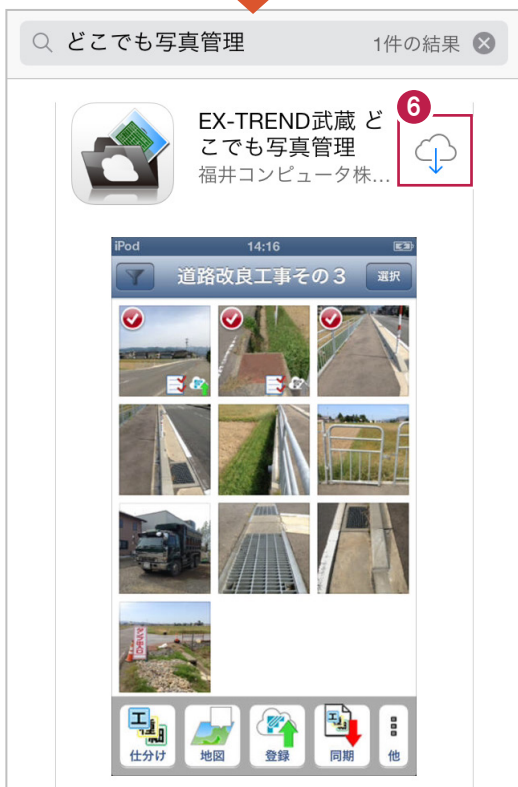 どこでも写真管理
1件の結果
6
EX-TREND武蔵 ど
こでも写真管理
福井コンピュータ株...
iPod
14:16
道路改良工事その3
選択
仕分け
地図
登録
同期
他